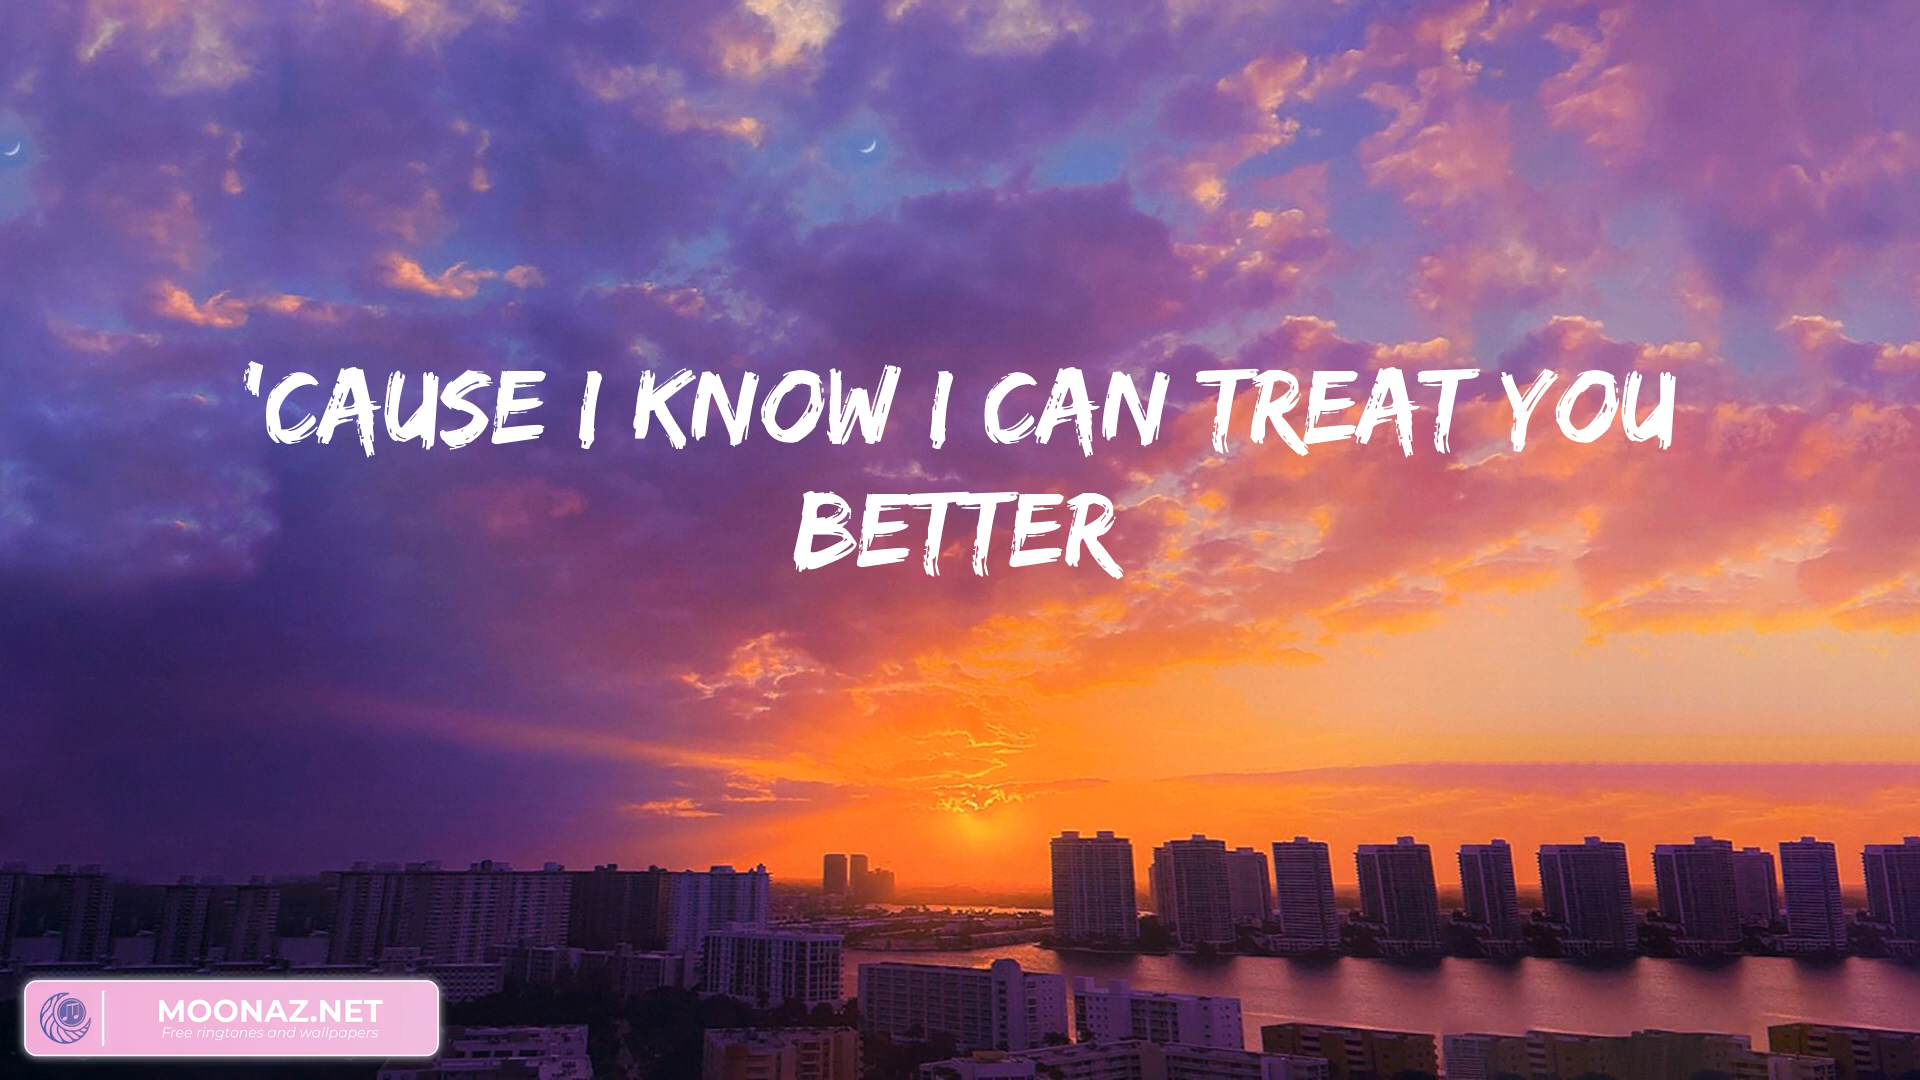 'CAUSE I KNOW I CAN TREAT YOU
BETTER
MOONAZ.NET
Free ringtones and wallpapers